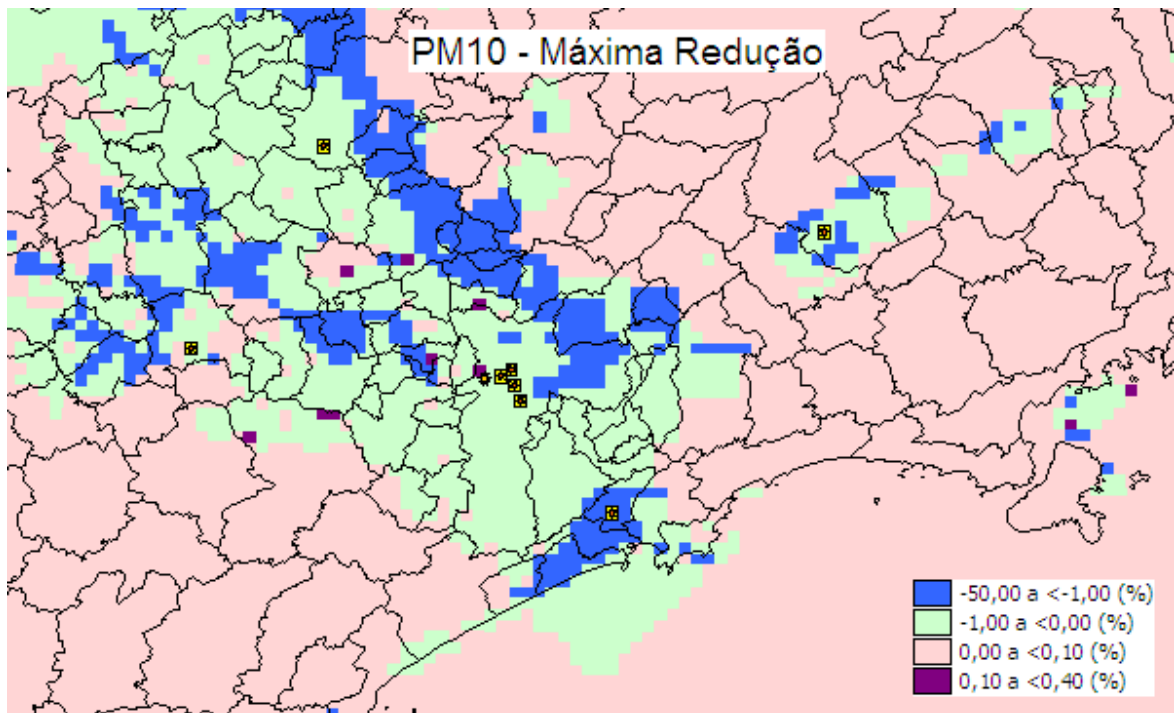 PM10 - Máxima Redução
-50,00 a <-1,00 (%)
-1,00 a <0,00 (%)
0,00 a <0,10 (%)
0,10 a <0,40 (%)